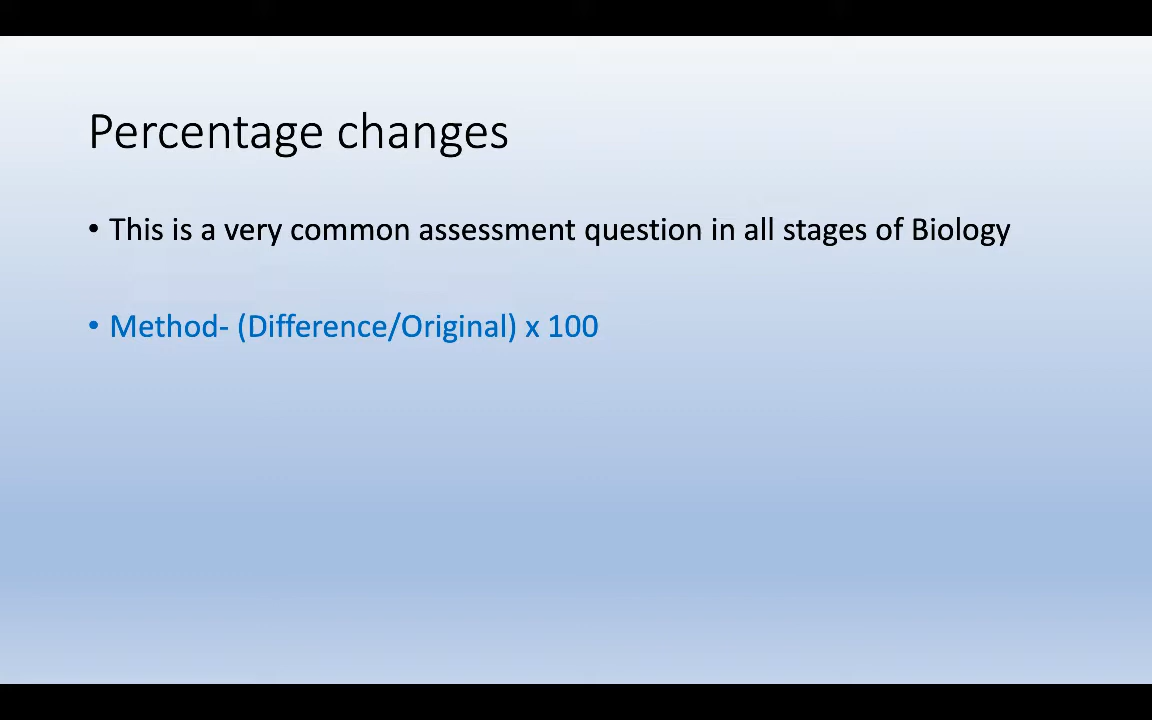 Percentage changes
• This is a very common assessment question in all stages of Biology
• Method- (Difference/Original) x 100